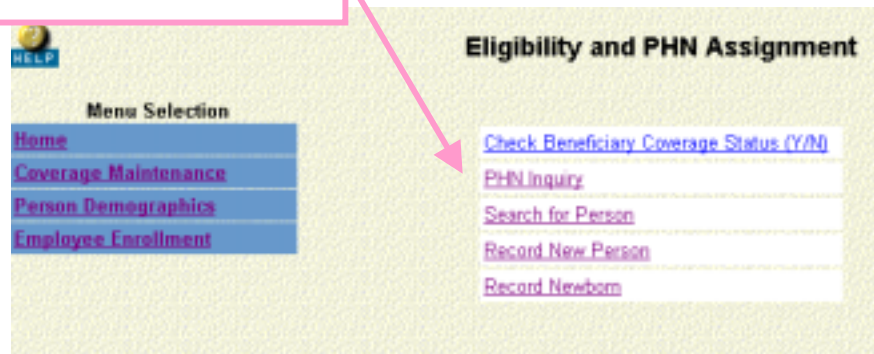 HELP
Eligibility and PHN Assignment
Menu Selection
Home
Coverage Maintenance
Person Demographics
Employee Enrollment
Check Beneficiary Coverage Status (Y/N)
PHN Inquiry
Search for Person
Record New Person
Record Newborn